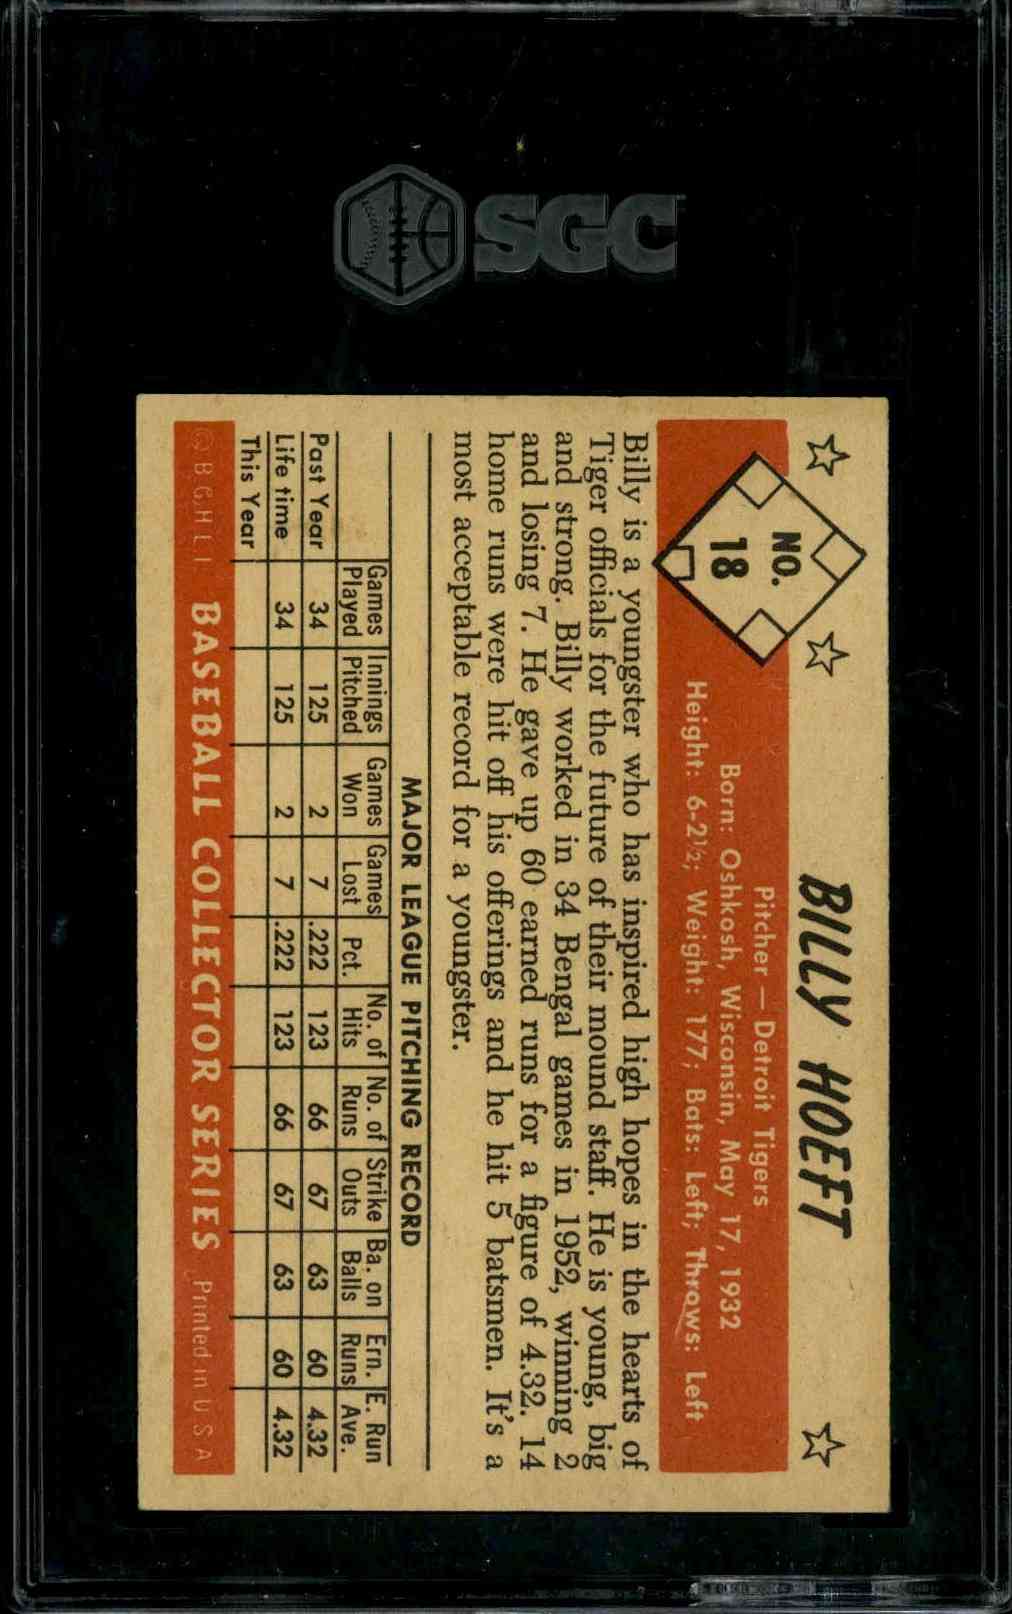 SGC
NO.
18
BILLY HOEFT
Pitcher — Detroit Tigers
Born: Oshkosh, Wisconsin, May 17, 1932
Height: 6-2½; Weight: 177; Bats: Left; Throws: Left
Billy is a youngster who has inspired high hopes in the hearts of
Tiger officials for the future of their mound staff. He is young, big
and strong. Billy worked in 34 Bengal games in 1952, winning 2
and losing 7. He gave up 60 earned runs for a figure of 4.32. 14
home runs were hit off his offerings and he hit 5 batsmen. It's a
most acceptable record for a youngster.
MAJOR LEAGUE PITCHING RECORD
Games Innings Games Games Pct. No. of No. of Strike Ba. on Ern. E. Run
Played Pitched Won Lost Hits Runs Outs Balls Runs Ave.
Past Year 34 125 2 7 .222 123 66 67 63 60 4.32
Life time 34 125 2 7 .222 123 66 67 63 60 4.32
This Year
BASEBALL COLLECTOR SERIES Printed in U S A